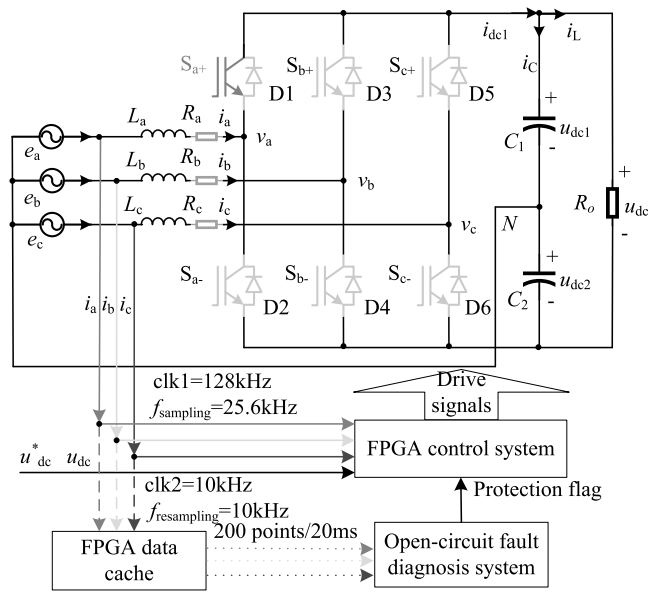 i_dc1 i_L
S_a+ S_b+ S_c+ i_C
D1 D3 D5
L_a R_a i_a v_a C_1 + u_dc1 -
e_a
L_b R_b i_b v_b
e_b
L_c R_c i_c v_c N R_o + u_dc -
e_c
S_a- S_b- S_c- C_2 + u_dc2 -
D2 D4 D6
i_a i_b i_c
clk1=128kHz
f_sampling=25.6kHz
Drive
signals
FPGA control system
u*_dc u_dc
clk2=10kHz
f_resampling=10kHz
Protection flag
200 points/20ms
FPGA data
cache
Open-circuit fault
diagnosis system